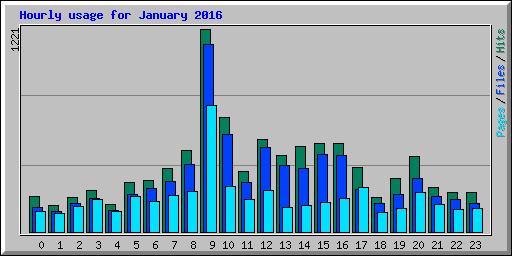 Hourly usage for January 2016
1221
Pages/Files/Hits
0 1 2 3 4 5 6 7 8 9 10 11 12 13 14 15 16 17 18 19 20 21 22 23